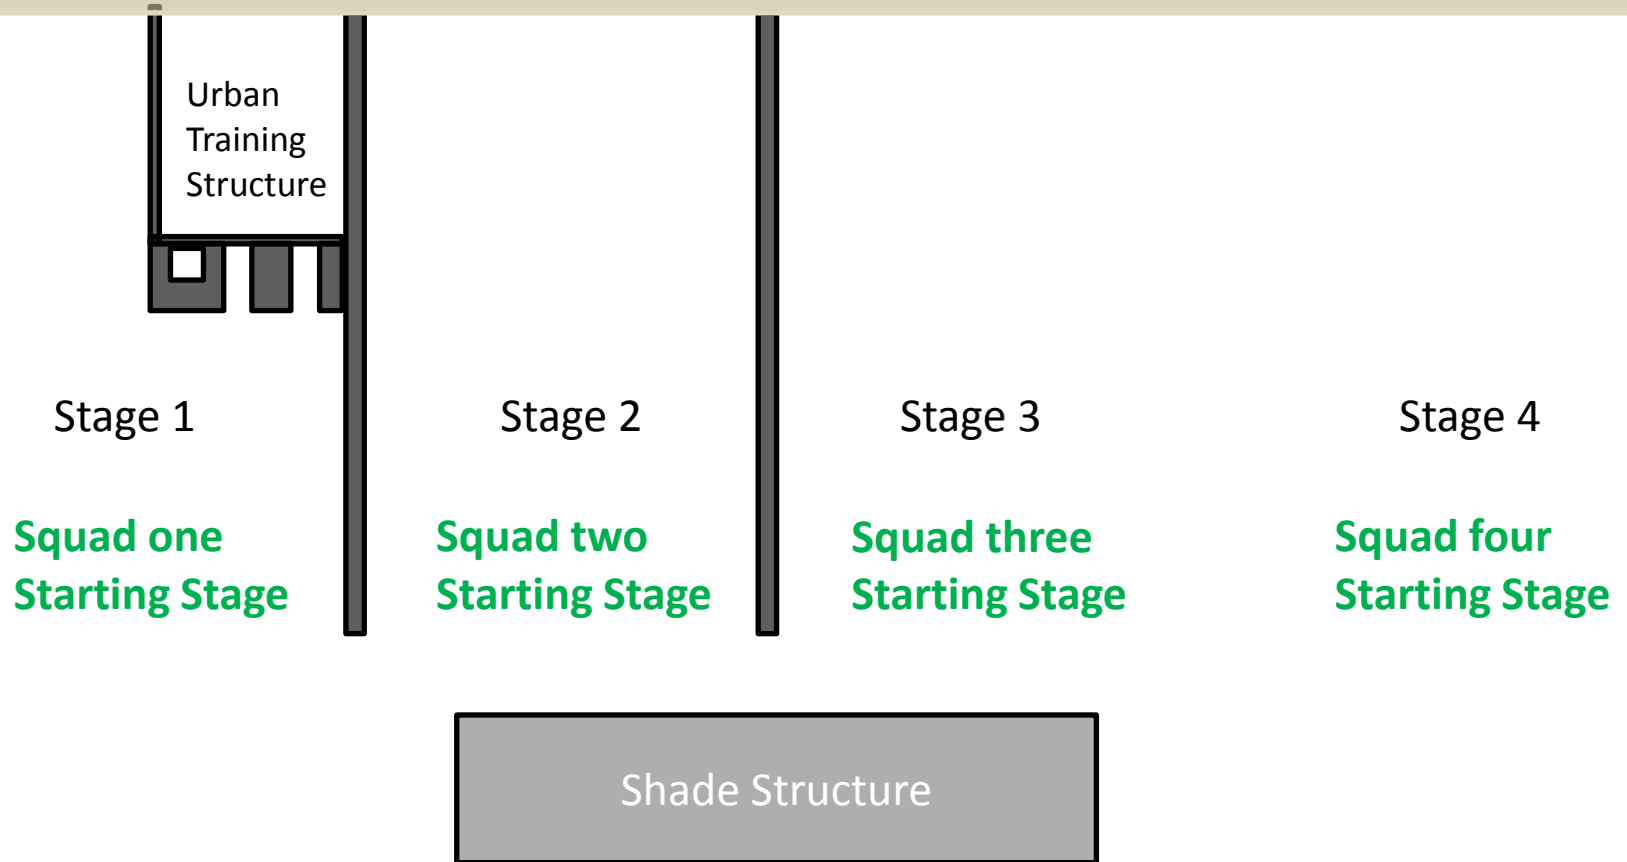 Urban
Training
Structure
Stage 1
Stage 2
Stage 3
Stage 4
Squad one
Starting Stage
Squad two
Starting Stage
Squad three
Starting Stage
Squad four
Starting Stage
Shade Structure